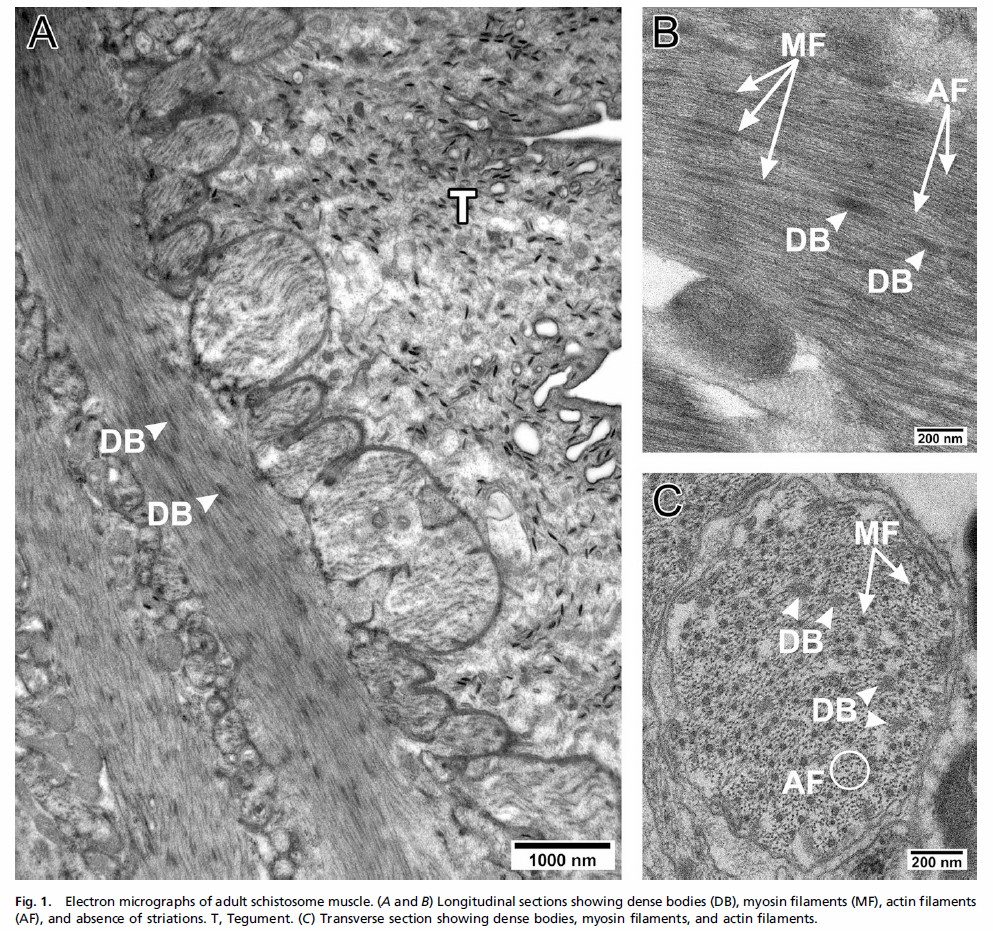 A
T
DB
DB
1000 nm
B
MF
AF
DB
DB
200 nm
C
MF
DB
DB
AF
200 nm
Fig. 1. Electron micrographs of adult schistosome muscle. (A and B) Longitudinal sections showing dense bodies (DB), myosin filaments (MF), actin filaments
(AF), and absence of striations. T, Tegument. (C) Transverse section showing dense bodies, myosin filaments, and actin filaments.